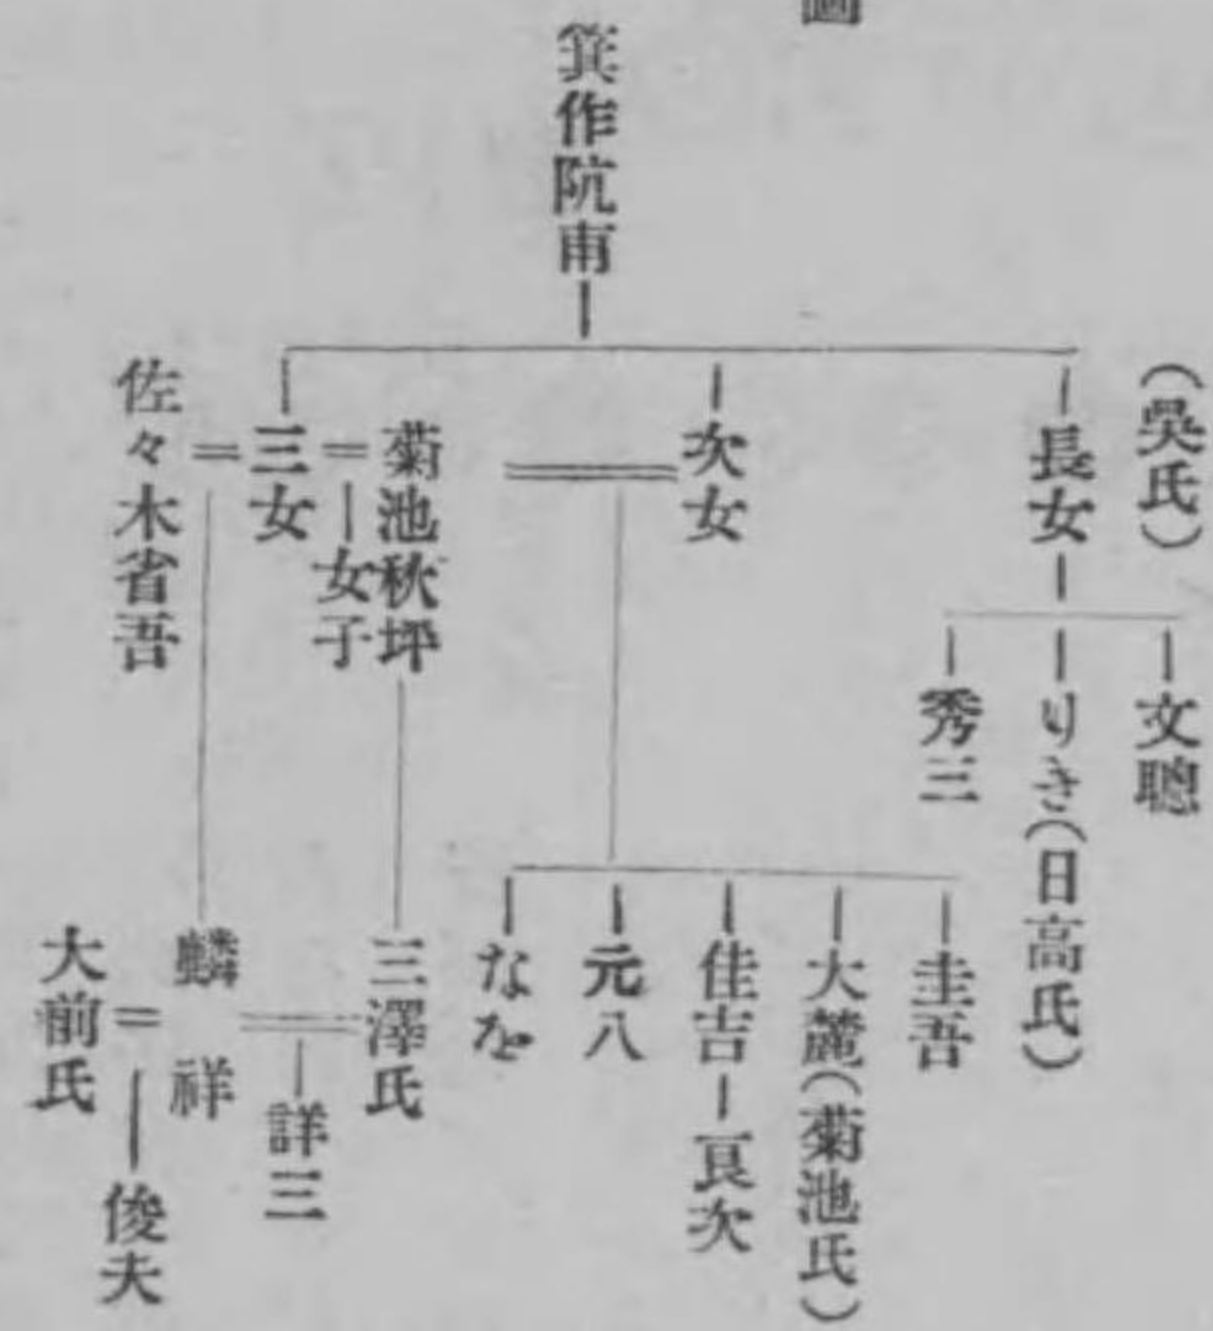 圖
箕作阮甫
(吳氏)
長女
文聰
りき(日高氏)
秀三
次女
圭吾
大麓(菊池氏)
佳吉
良次
元八
なを
菊池秋坪
女子
三女
佐々木省吾
三澤氏
詳三
麟祥
俊夫
大前氏